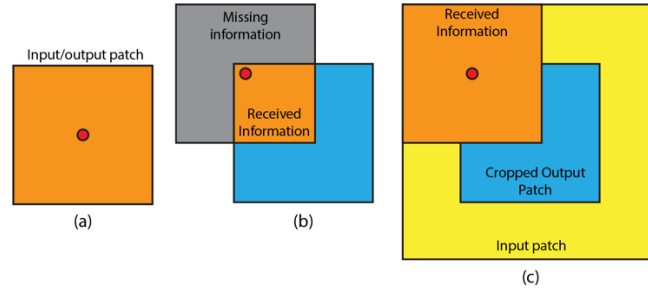 Input/output patch
(a)
Missing
information
Received
Information
(b)
Received
Information
Cropped Output
Patch
Input patch
(c)